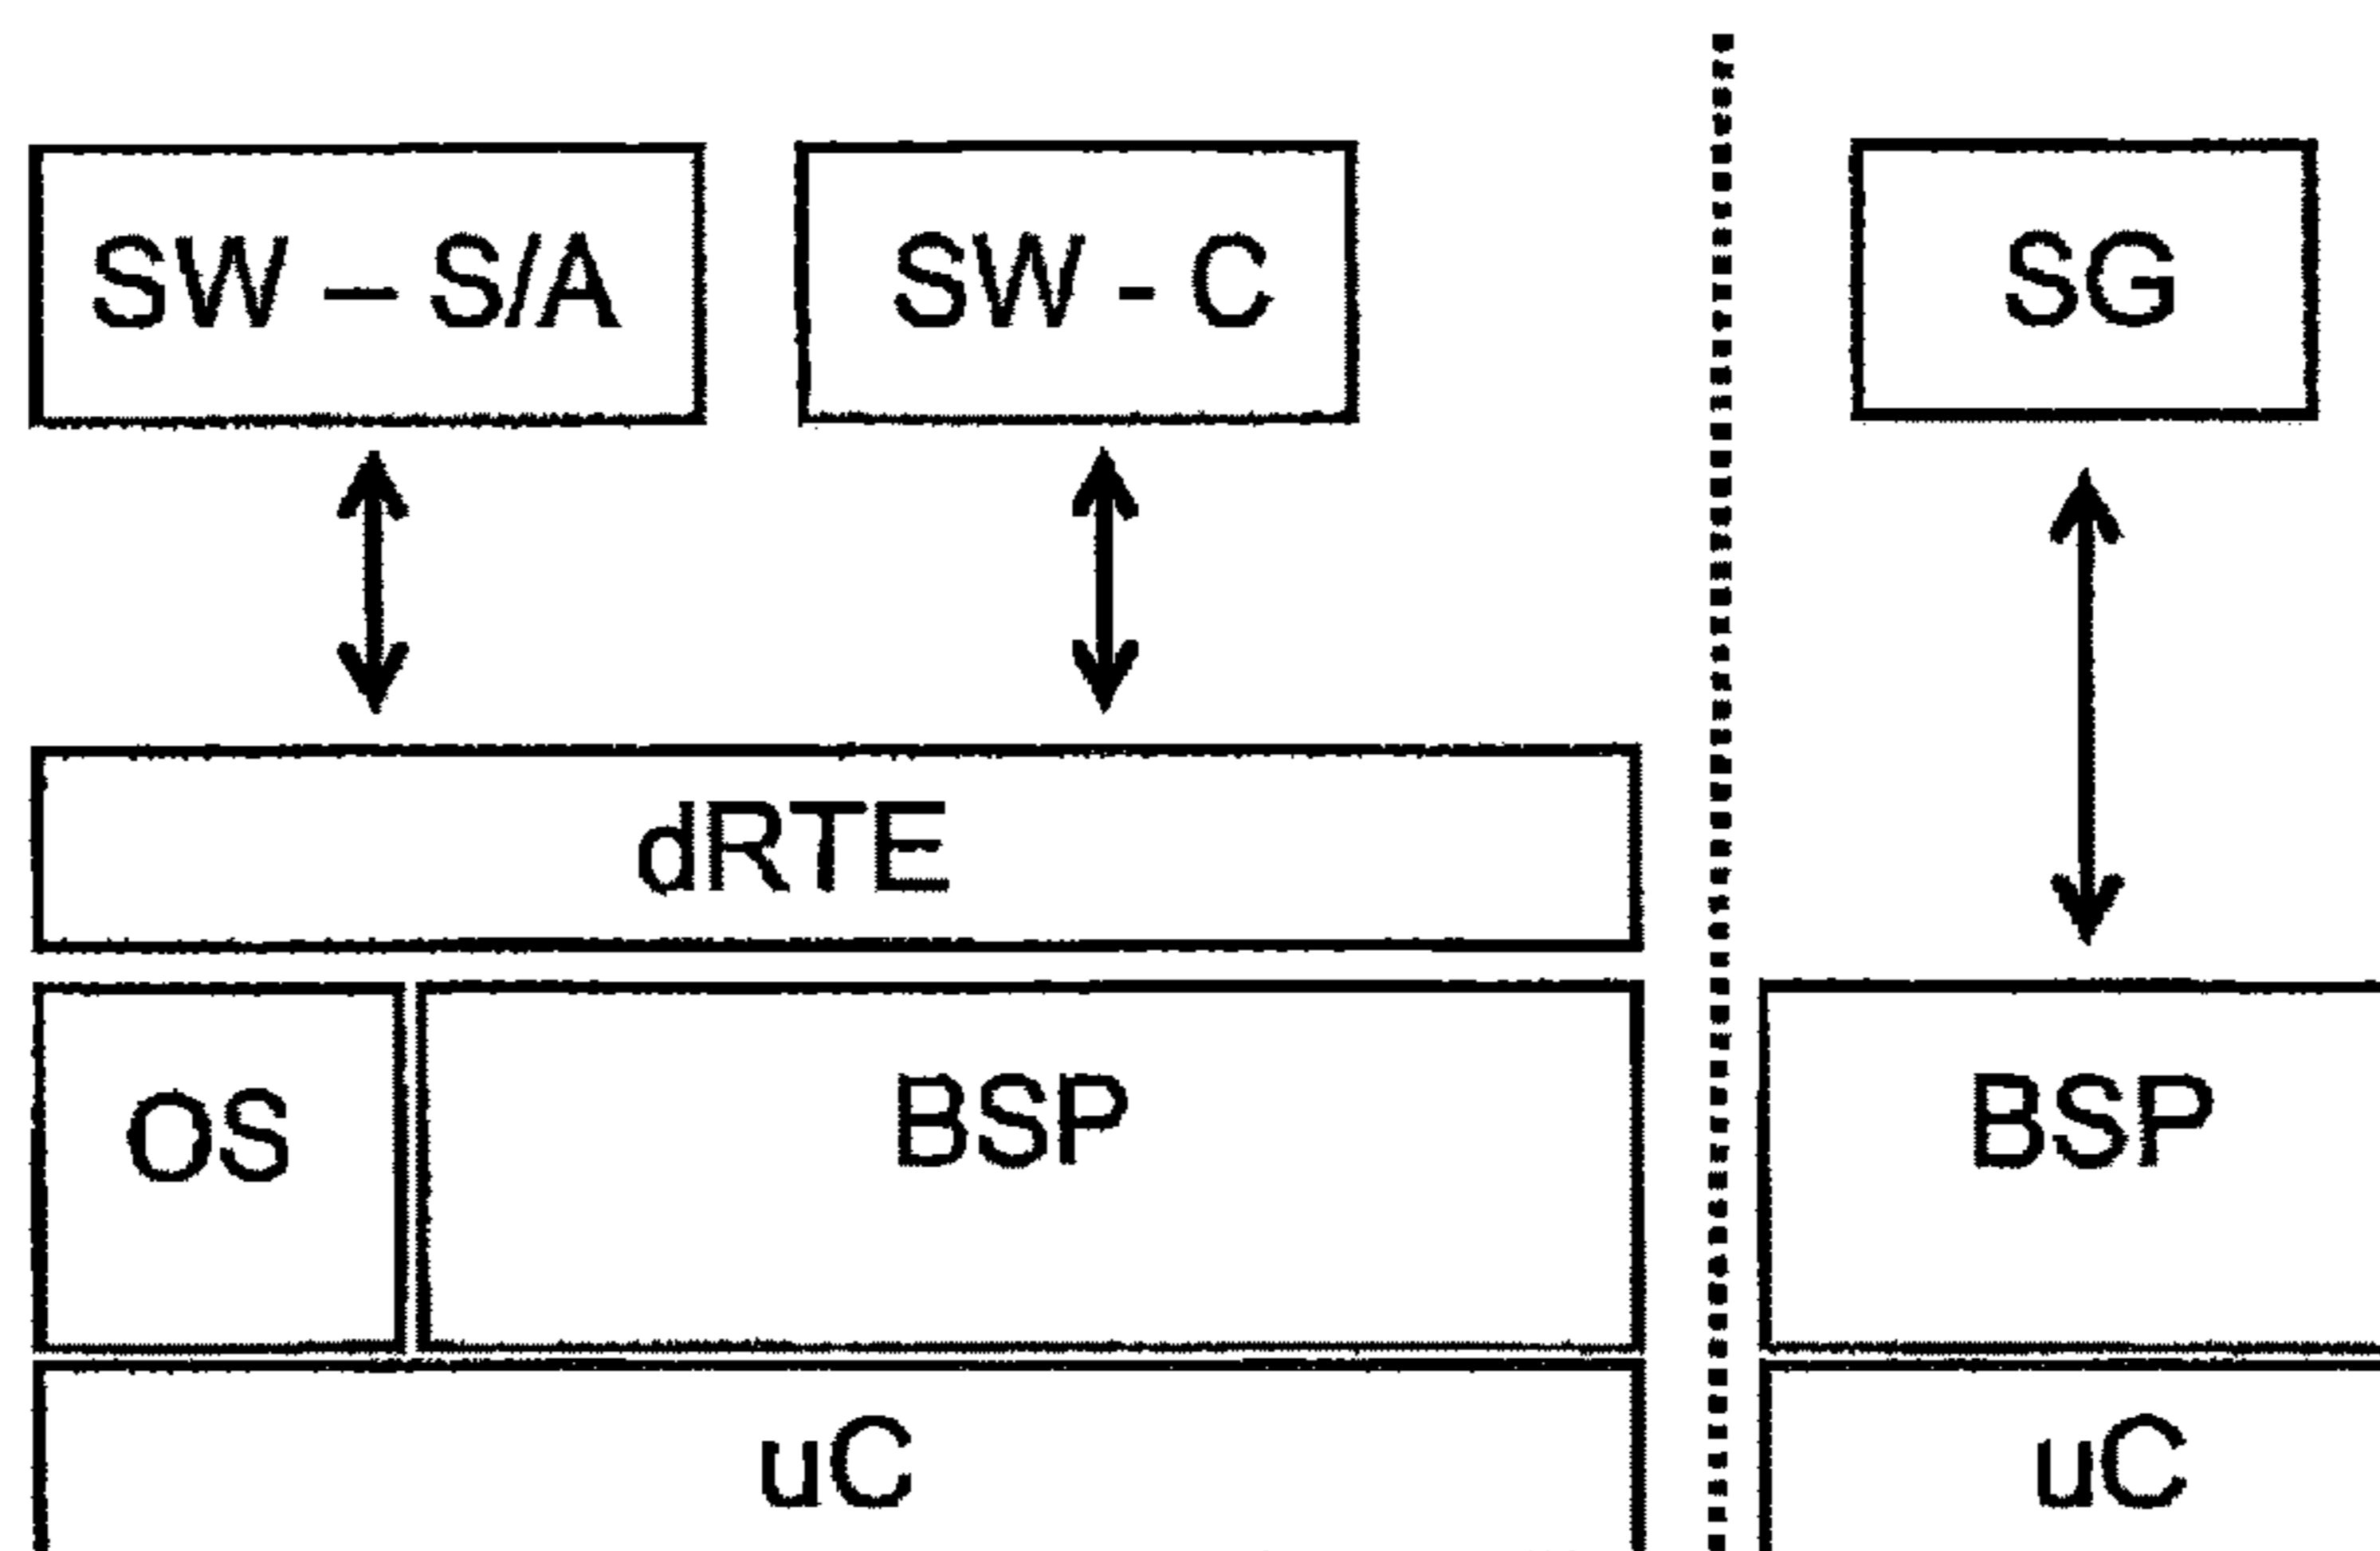 SW – S/A
SW - C
SG
dRTE
OS
BSP
BSP
uC
uC